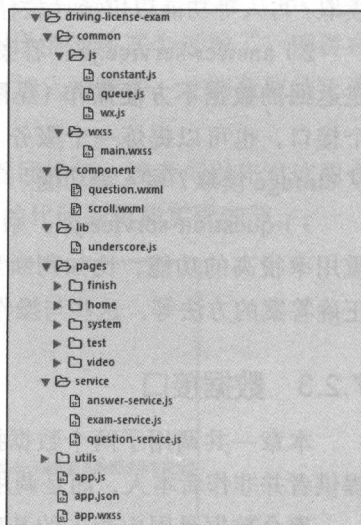 driving-license-exam
common
js
constant.js
queue.js
wx.js
wxss
main.wxss
component
question.wxml
scroll.wxml
lib
underscore.js
pages
finish
home
system
test
video
service
answer-service.js
exam-service.js
question-service.js
utils
app.js
app.json
app.wxss